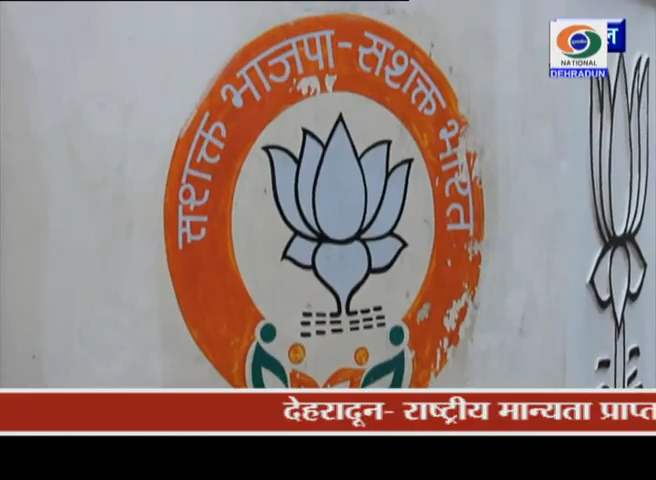 सशक्त भाजपा - सशक्त भारत
NATIONAL
DEHRADUN
देहरादून- राष्ट्रीय मान्यता प्राप्त